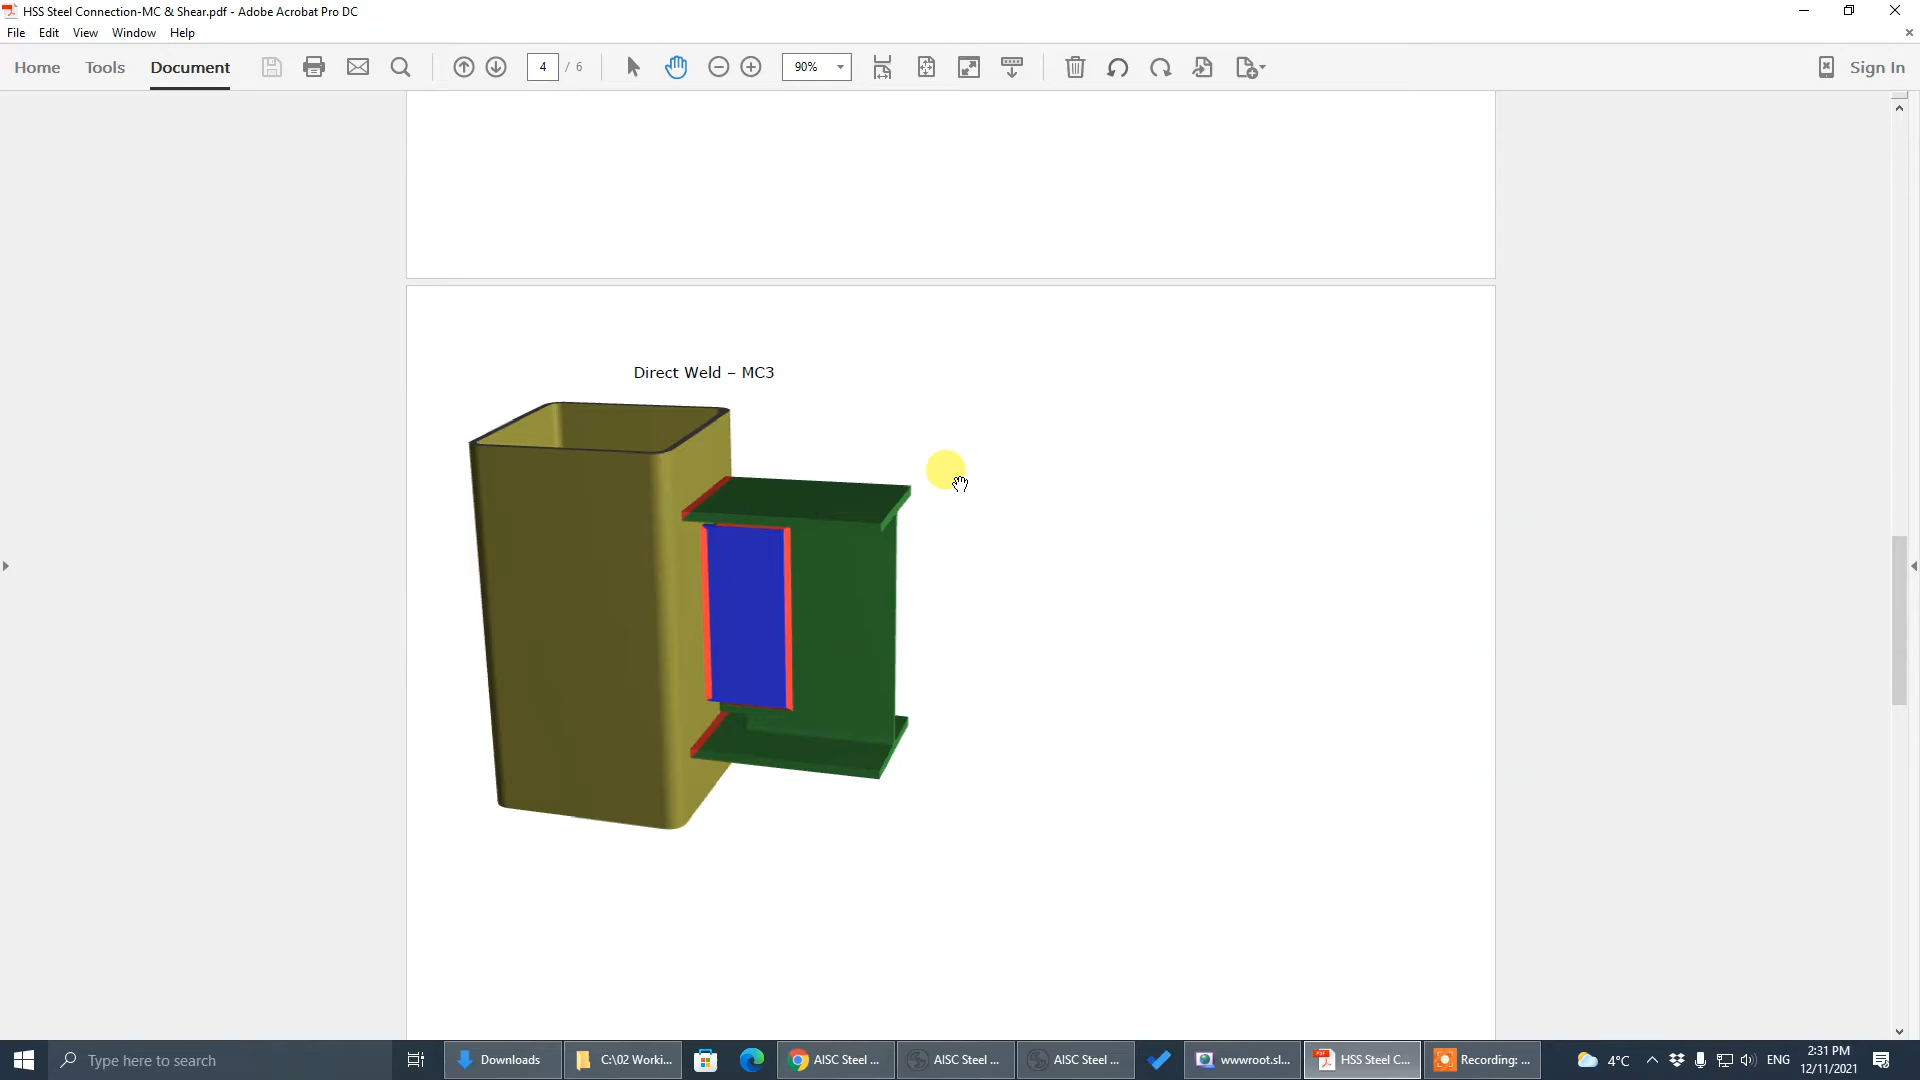 HSS Steel Connection-MC & Shear.pdf - Adobe Acrobat Pro DC
File Edit View Window Help
Home Tools Document 4 / 6 90% Sign In
Direct Weld – MC3
Type here to search Downloads C:\02 Worki... AISC Steel ... AISC Steel ... AISC Steel ... wwwroot.sl... HSS Steel C... Recording: ... 4°C ENG 2:31 PM
12/11/2021